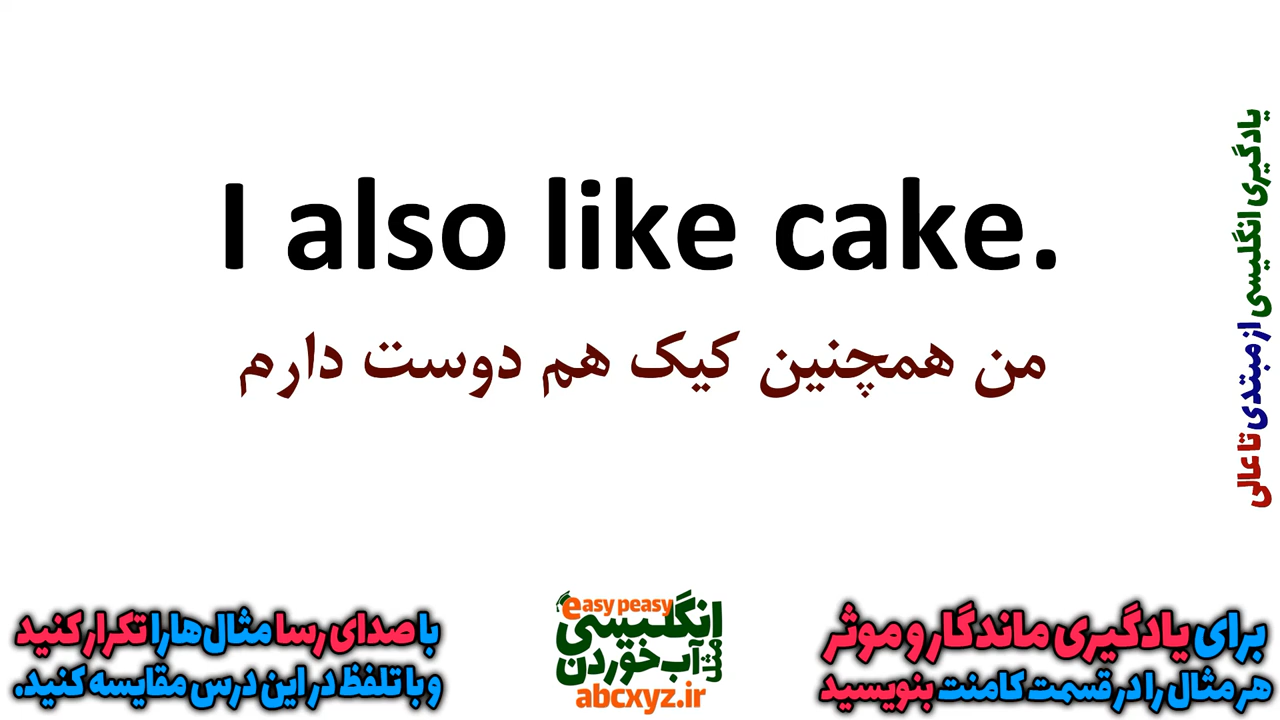 I also like cake.
من همچنین کیک هم دوست دارم
یادگیری انگلیسی از مبتدی تا عالی
برای یادگیری ماندگار و موثر
هر مثال را در قسمت کامنت بنویسید
easy peasy
انگلیسی
مثل آب خوردن
abcxyz.ir
با صدای رسا مثال‌ها را تکرار کنید
و با تلفظ در این درس مقایسه کنید.